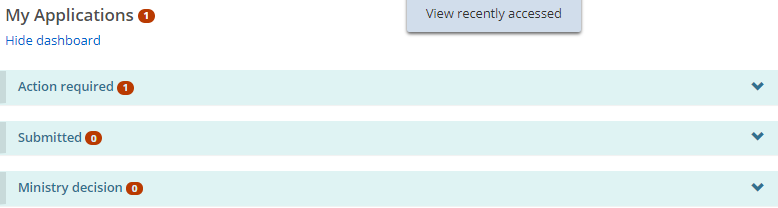 My Applications 1
View recently accessed
Hide dashboard
Action required 1
Submitted 0
Ministry decision 0